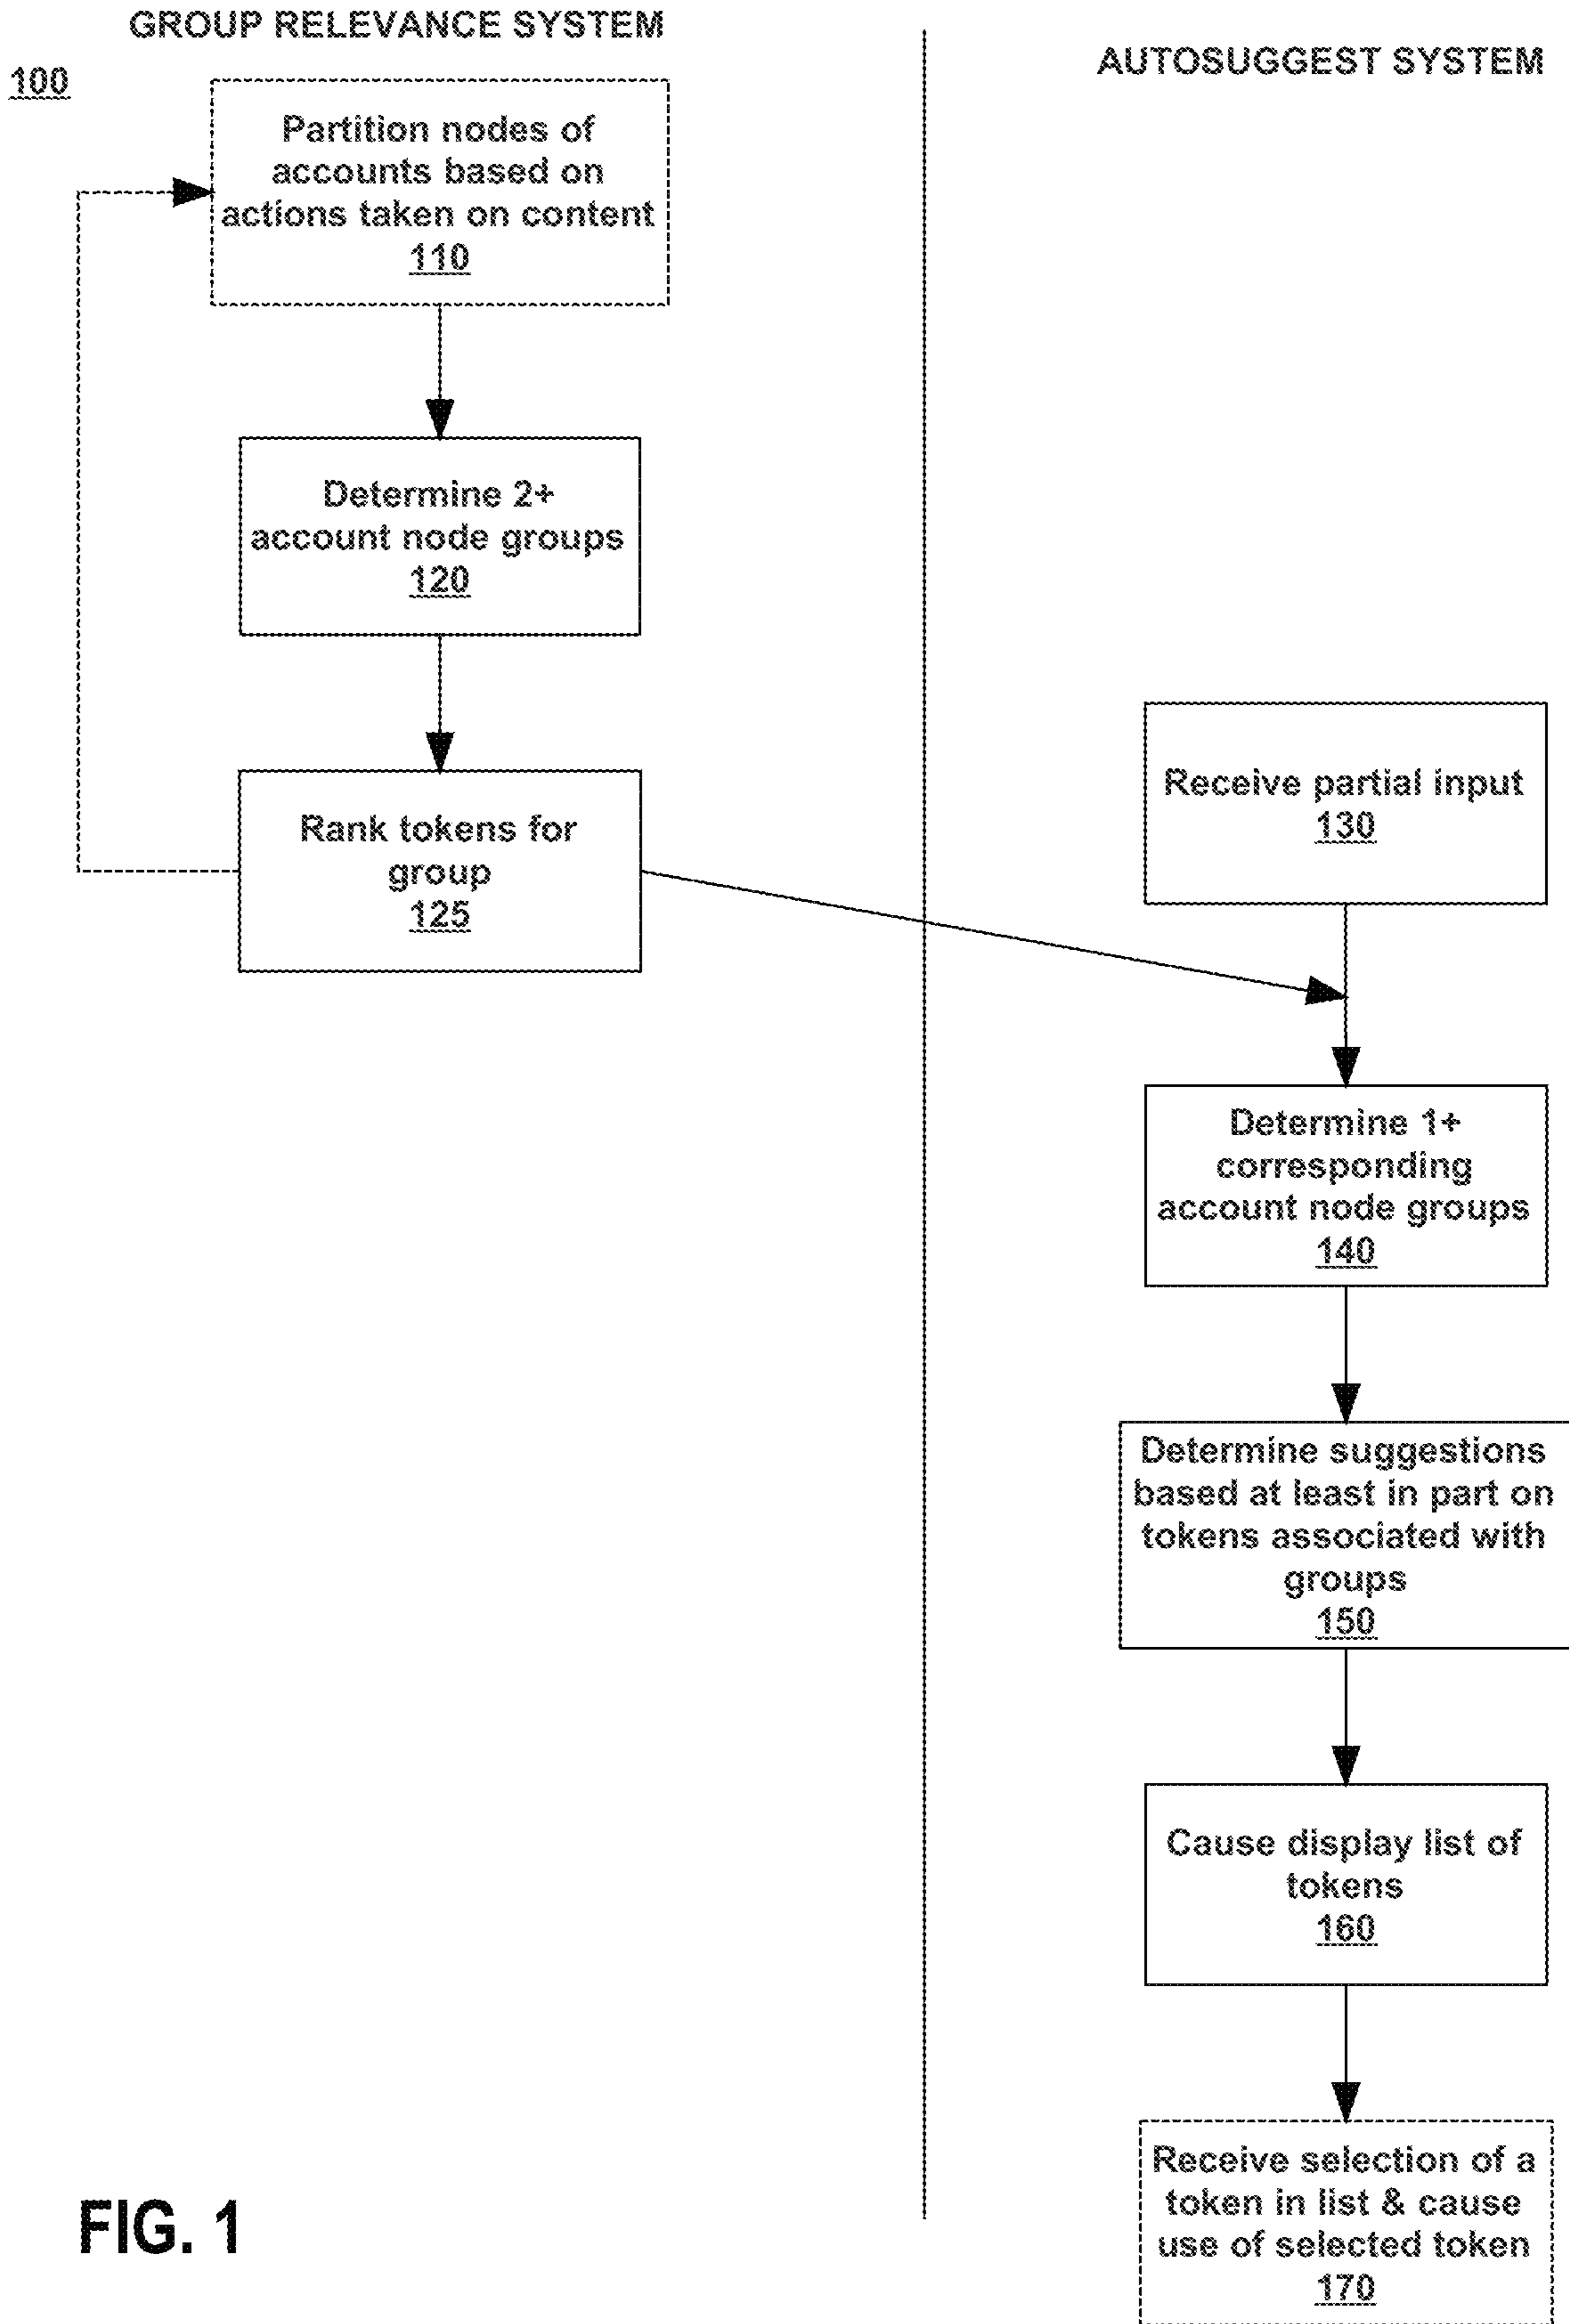 GROUP RELEVANCE SYSTEM
100
Partition nodes of
accounts based on
actions taken on content
110
Determine 2+
account node groups
120
Rank tokens for
group
125
AUTOSUGGEST SYSTEM
Receive partial input
130
Determine 1+
corresponding
account node groups
140
Determine suggestions
based at least in part on
tokens associated with
groups
150
Cause display list of
tokens
160
Receive selection of a
token in list & cause
use of selected token
170
FIG. 1